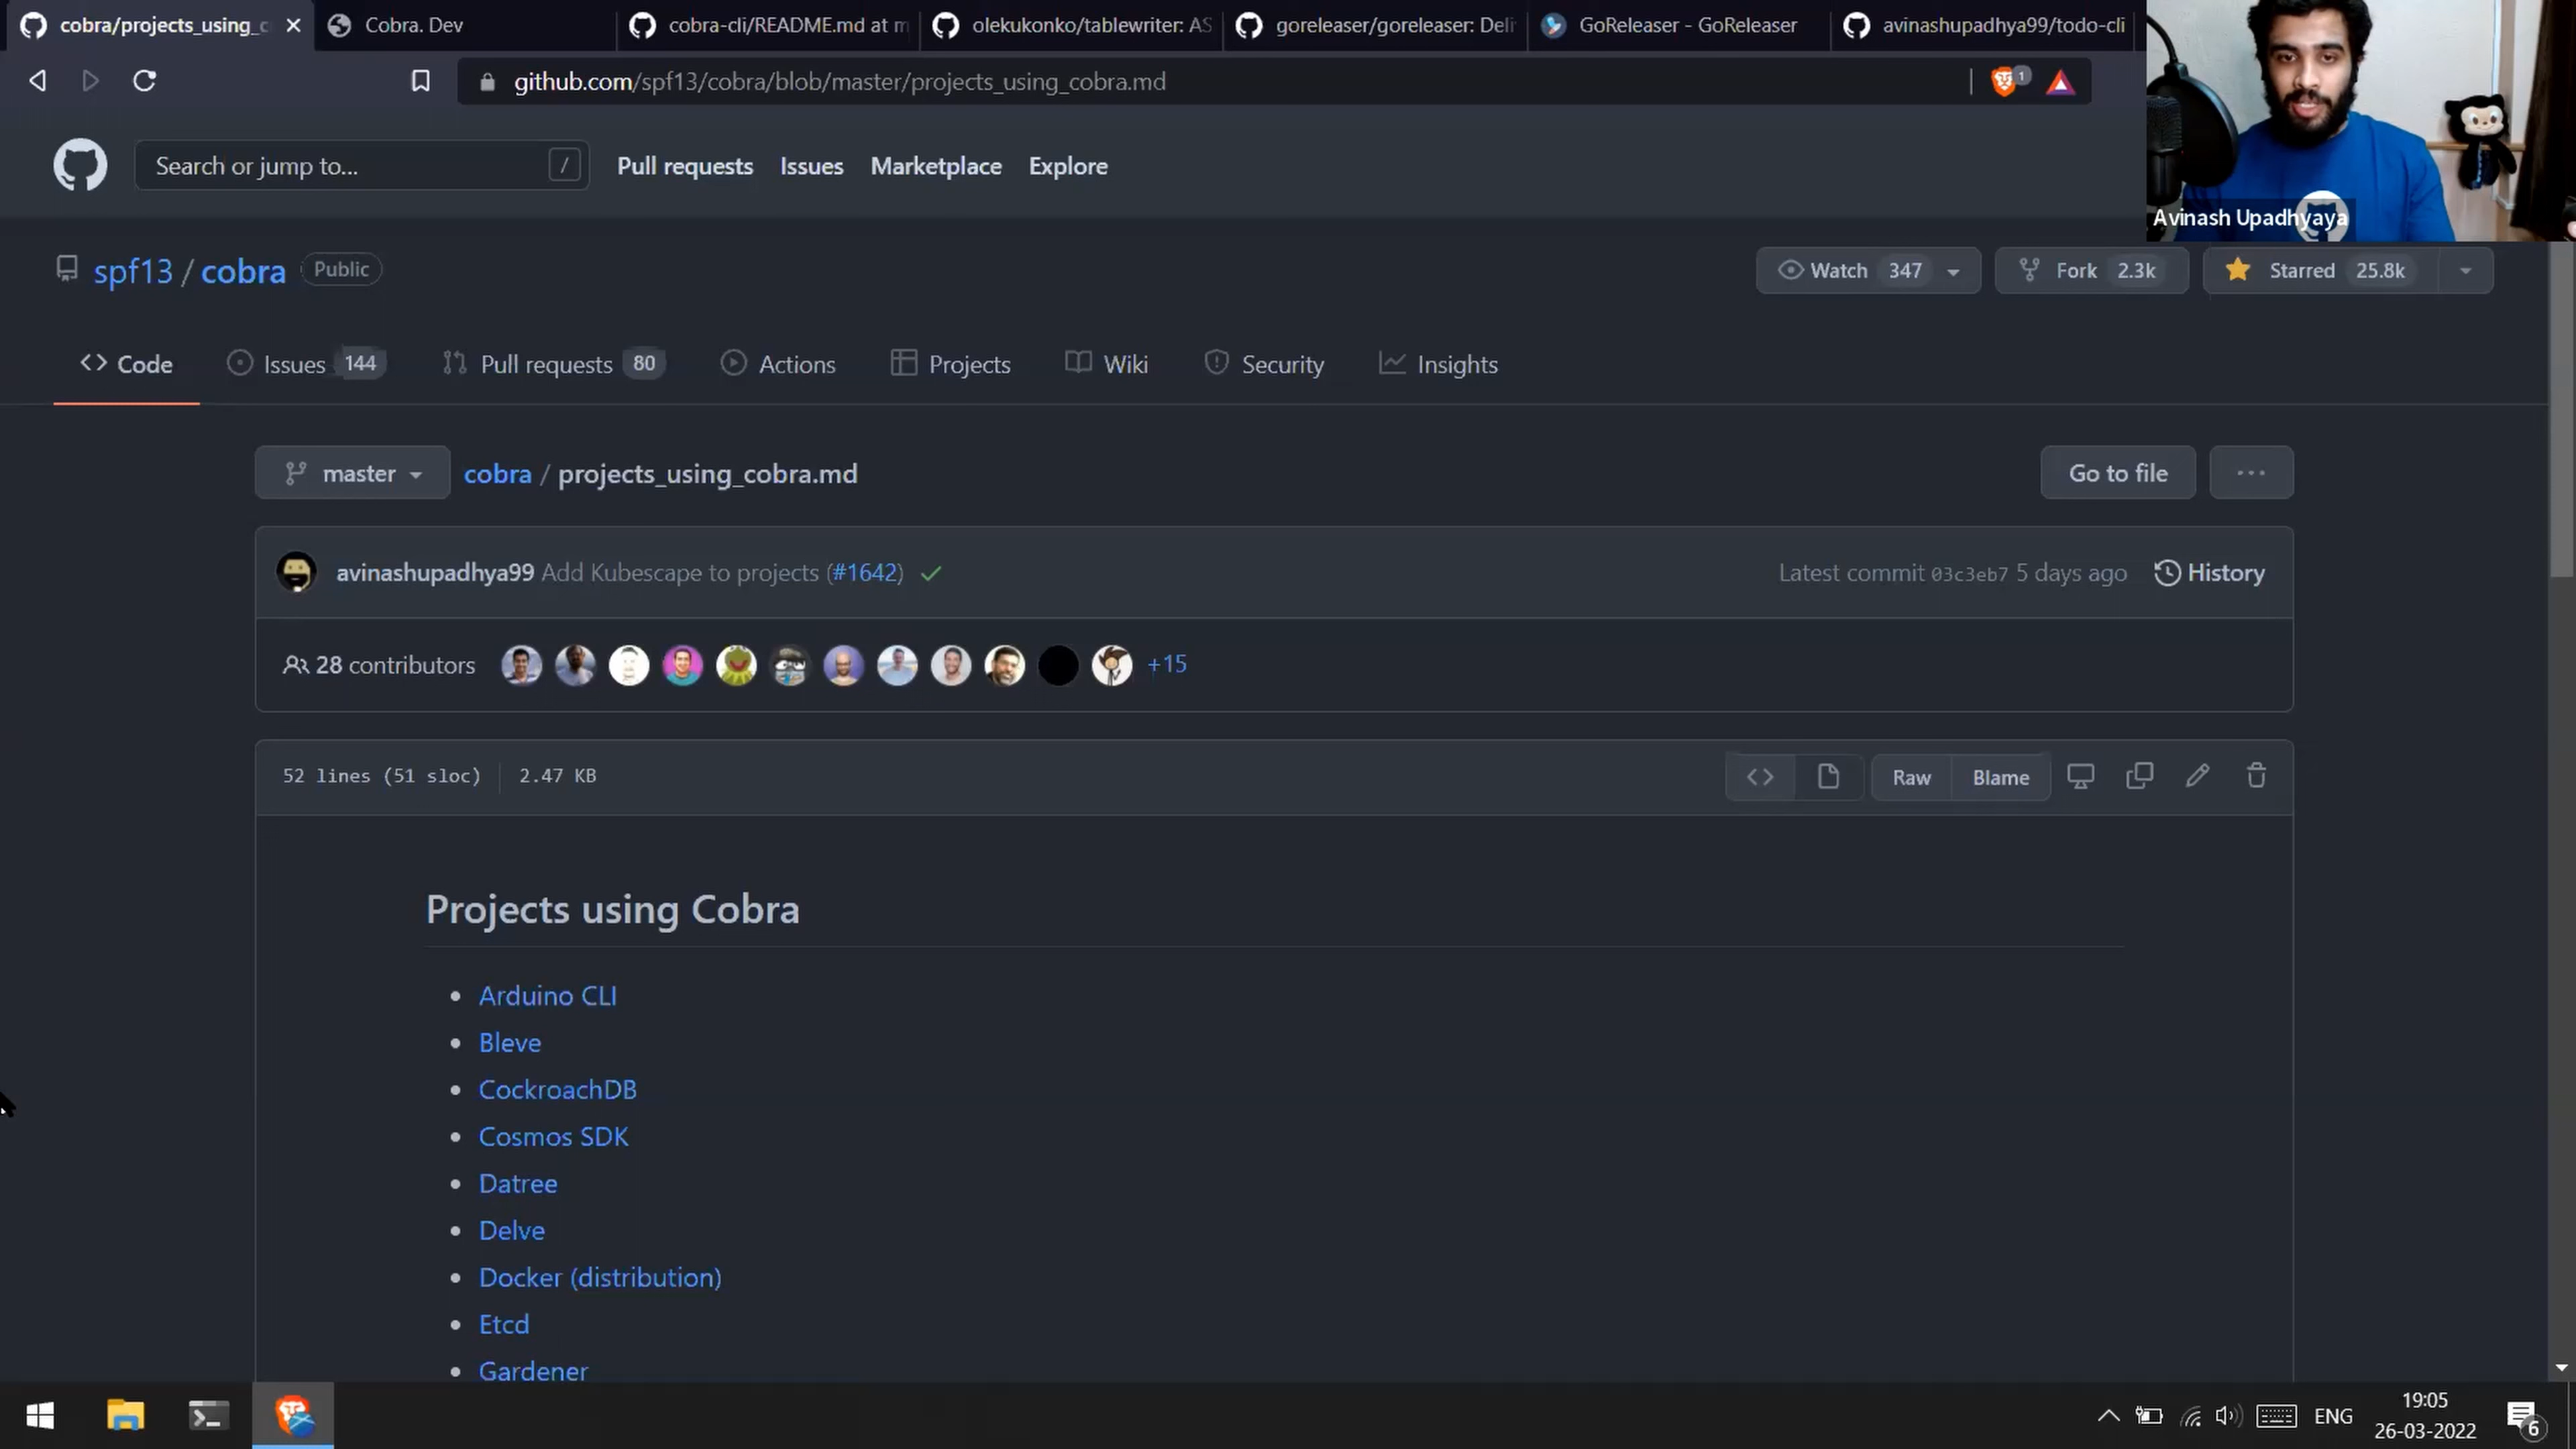 cobra/projects_using_c
Cobra. Dev
cobra-cli/README.md at m
olekukonko/tablewriter: AS
goreleaser/goreleaser: Deli
GoReleaser - GoReleaser
avinashupadhya99/todo-cli
github.com/spf13/cobra/blob/master/projects_using_cobra.md
1
Search or jump to...
/
Pull requests
Issues
Marketplace
Explore
Avinash Upadhyaya
spf13 / cobra
Public
Watch 347
Fork 2.3k
Starred 25.8k
Code
Issues 144
Pull requests 80
Actions
Projects
Wiki
Security
Insights
master
cobra / projects_using_cobra.md
Go to file
...
avinashupadhya99 Add Kubescape to projects (#1642)
Latest commit 03c3eb7 5 days ago
History
28 contributors
+15
52 lines (51 sloc)
2.47 KB
Raw
Blame
Projects using Cobra
Arduino CLI
Bleve
CockroachDB
Cosmos SDK
Datree
Delve
Docker (distribution)
Etcd
Gardener
ENG
19:05
26-03-2022
6